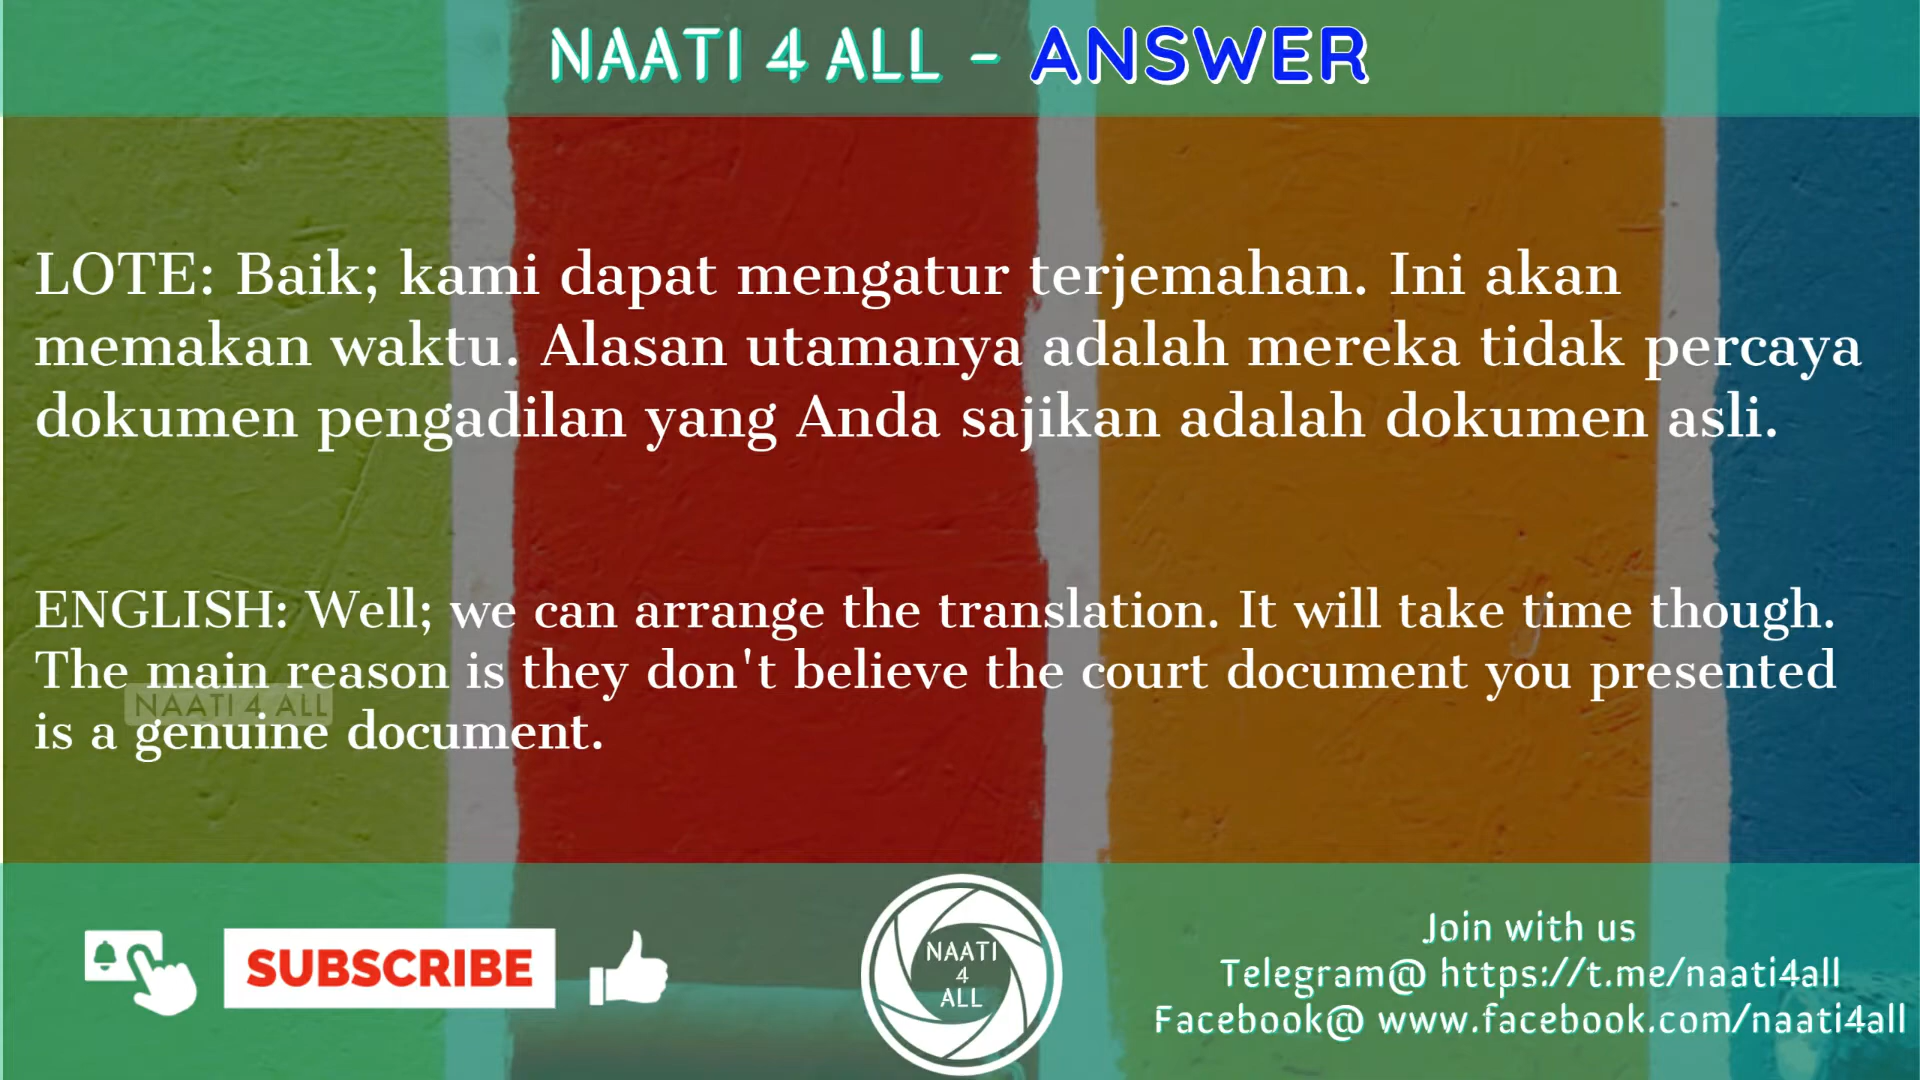 NAATI 4 ALL - ANSWER
LOTE: Baik; kami dapat mengatur terjemahan. Ini akan
memakan waktu. Alasan utamanya adalah mereka tidak percaya
dokumen pengadilan yang Anda sajikan adalah dokumen asli.
ENGLISH: Well; we can arrange the translation. It will take time though.
The main reason is they don't believe the court document you presented
NAATI 4 ALL
is a genuine document.
SUBSCRIBE
NAATI
4
ALL
Join with us
Telegram@ https://t.me/naati4all
Facebook@ www.facebook.com/naati4all